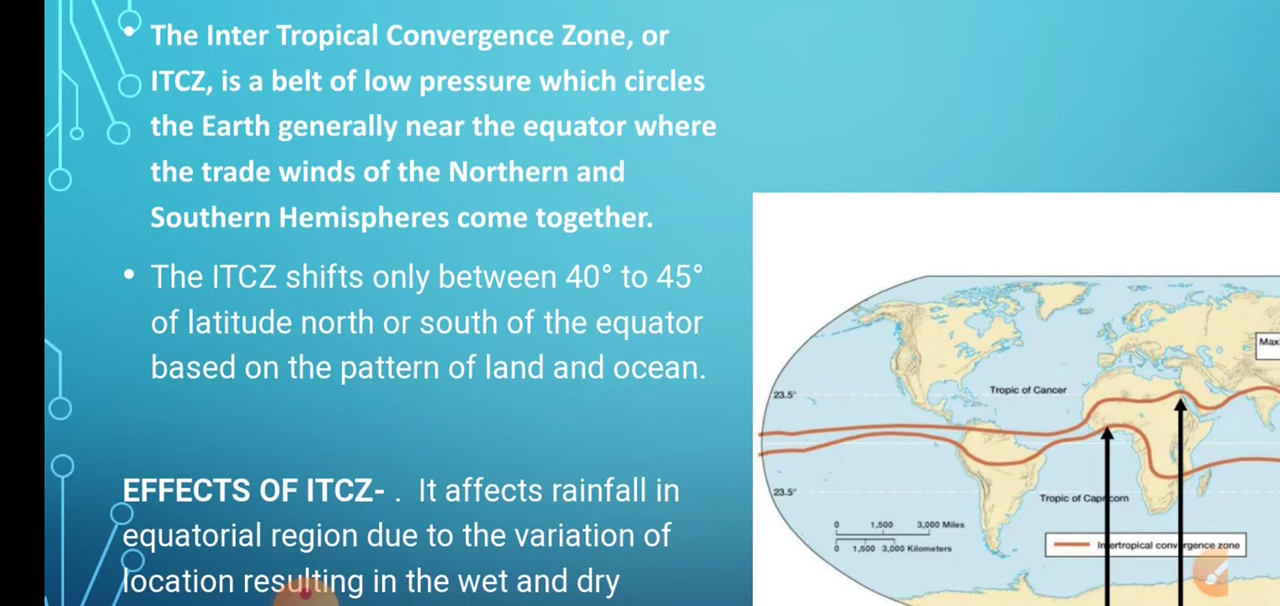 • The Inter Tropical Convergence Zone, or
ITCZ, is a belt of low pressure which circles
the Earth generally near the equator where
the trade winds of the Northern and
Southern Hemispheres come together.
• The ITCZ shifts only between 40° to 45°
of latitude north or south of the equator
based on the pattern of land and ocean.
EFFECTS OF ITCZ- . It affects rainfall in
equatorial region due to the variation of
location resulting in the wet and dry
Max
Tropic of Cancer
23.5°
23.5°
Tropic of Capricorn
0 1,500 3,000 Miles
0 1,500 3,000 Kilometers
Intertropical convergence zone